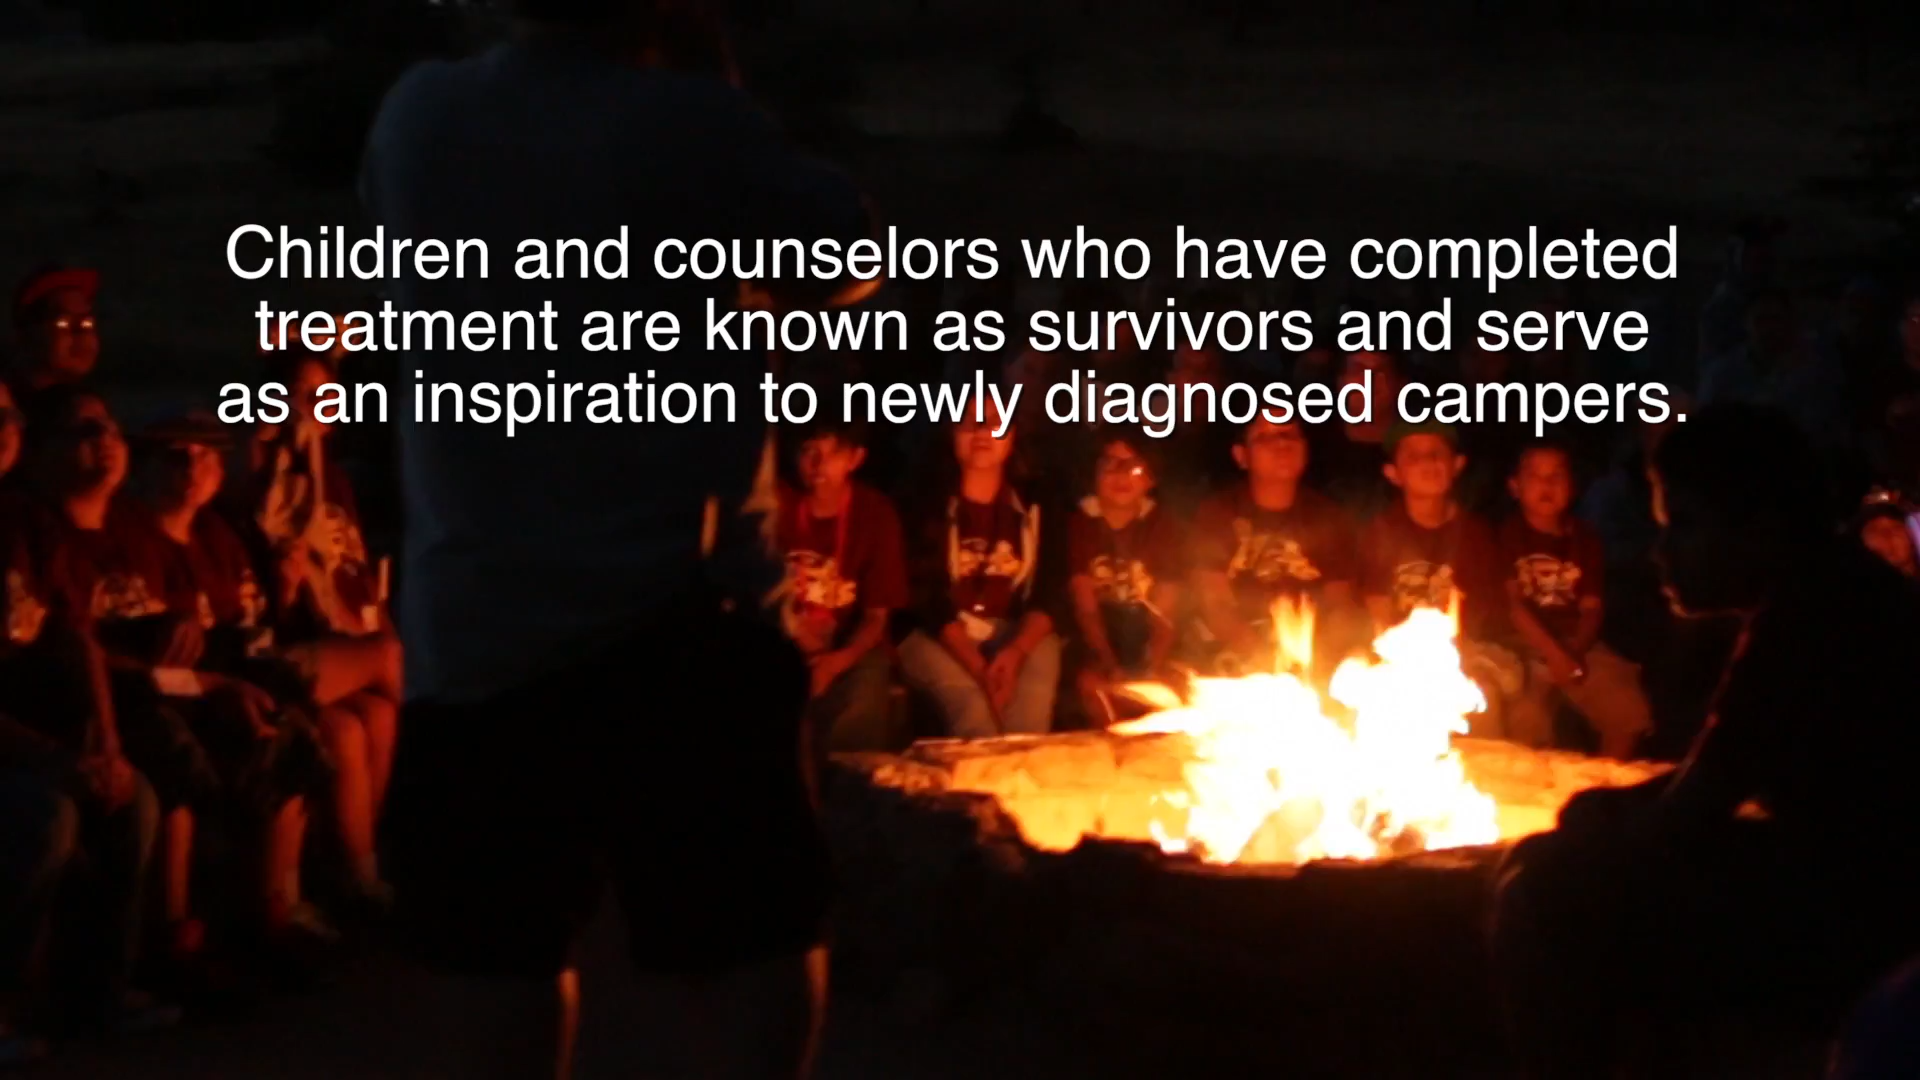 Children and counselors who have completed
treatment are known as survivors and serve
as an inspiration to newly diagnosed campers.